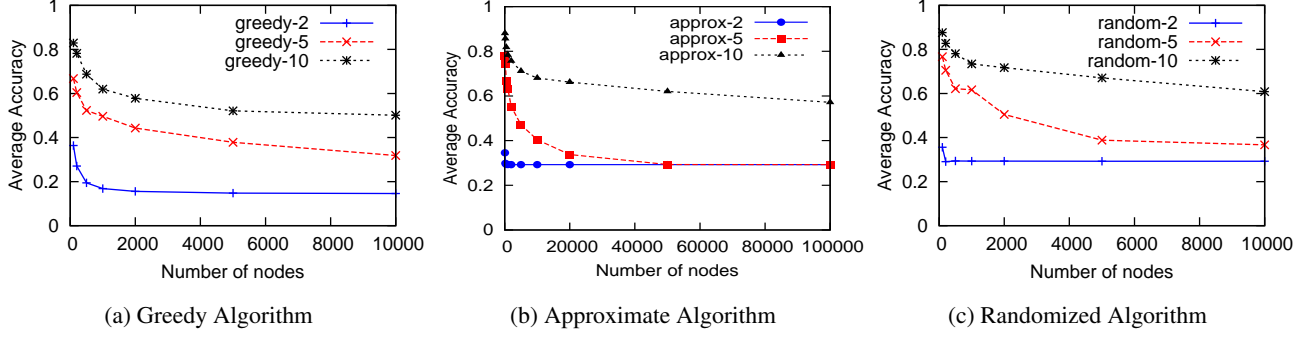 1
0.8
0.6
0.4
0.2
0
Average Accuracy
greedy-2
greedy-5
greedy-10
0 2000 4000 6000 8000 10000
Number of nodes
(a) Greedy Algorithm
1
0.8
0.6
0.4
0.2
0
Average Accuracy
approx-2
approx-5
approx-10
0 20000 40000 60000 80000 100000
Number of nodes
(b) Approximate Algorithm
1
0.8
0.6
0.4
0.2
0
Average Accuracy
random-2
random-5
random-10
0 2000 4000 6000 8000 10000
Number of nodes
(c) Randomized Algorithm